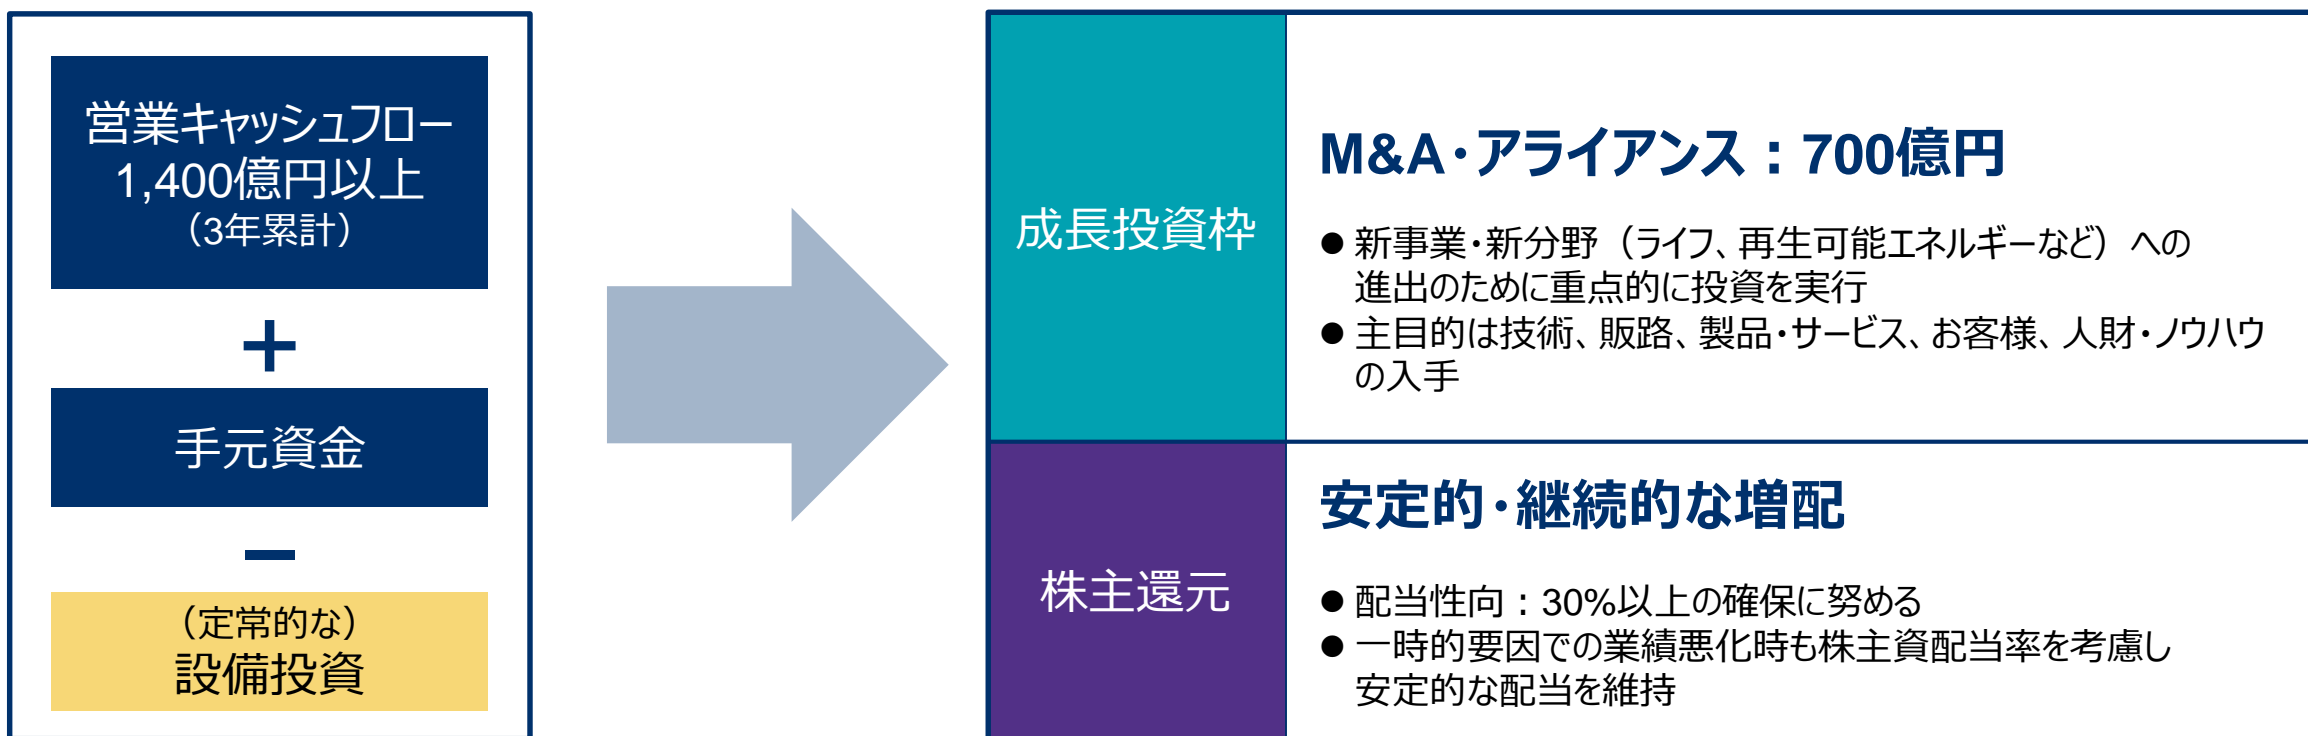 営業キャッシュフロー
1,400億円以上
（3年累計）
＋
手元資金
－
（定常的な）
設備投資
成長投資枠
M&A・アライアンス：700億円
● 新事業・新分野（ライフ、再生可能エネルギーなど）への
進出のために重点的に投資を実行
● 主目的は技術、販路、製品・サービス、お客様、人財・ノウハウ
の入手
株主還元
安定的・継続的な増配
● 配当性向：30%以上の確保に努める
● 一時的要因での業績悪化時も株主資配当率を考慮し
安定的な配当を維持